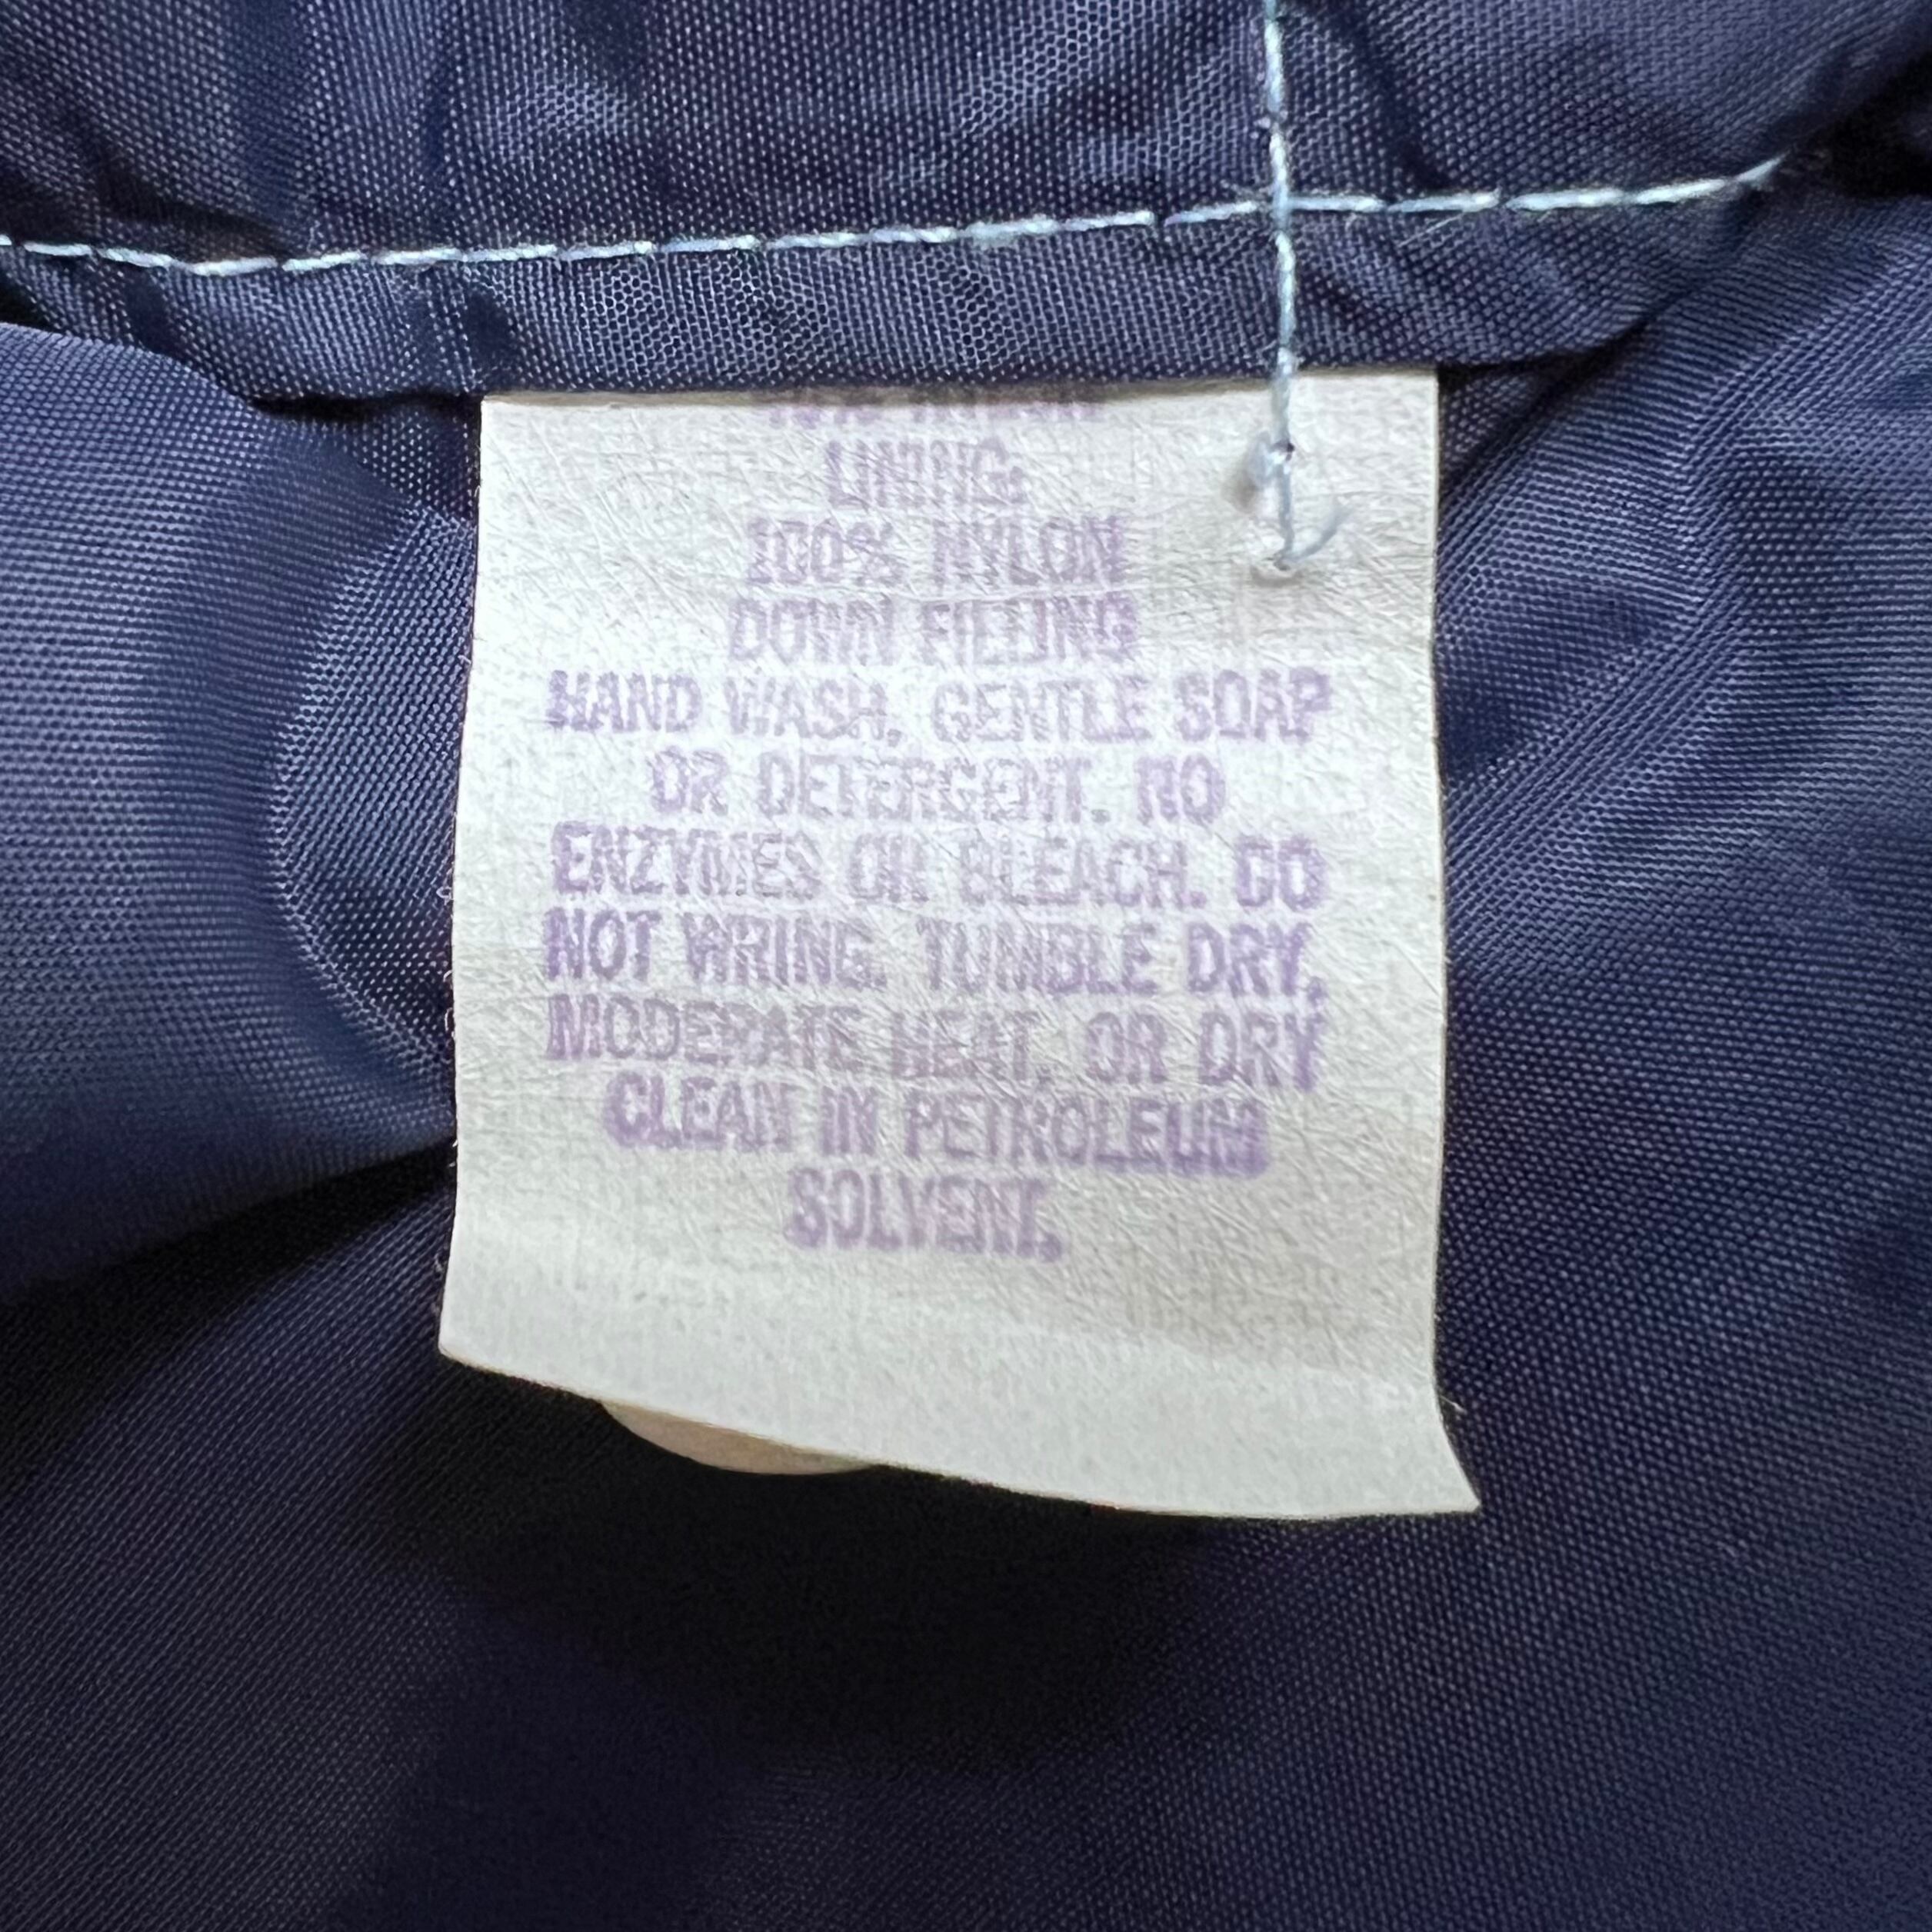 LINING:
100% NYLON
DOWN FILLING
HAND WASH, GENTLE SOAP
OR DETERGENT. NO
ENZYMES OR BLEACH. DO
NOT WRING. TUMBLE DRY,
MODERATE HEAT, OR DRY
CLEAN IN PETROLEUM
SOLVENT.